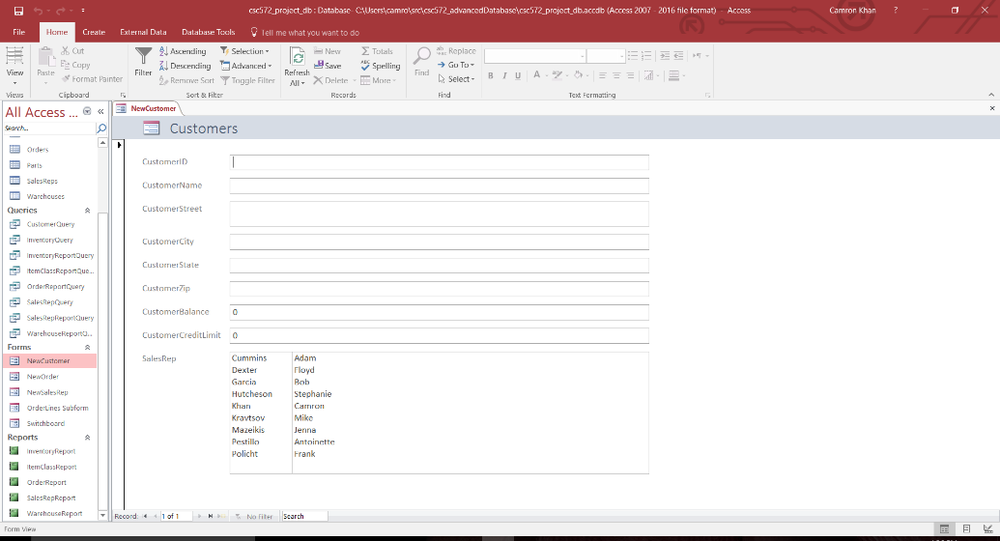 csc572_project_db : Database- C:\Users\camro\src\csc572_advancedDatabase\csc572_project_db.accdb (Access 2007 - 2016 file format) - Access
Camron Khan ?
File Home Create External Data Database Tools Tell me what you want to do
View
Views
Paste
Cut
Copy
Format Painter
Clipboard
Filter
Ascending
Descending
Remove Sort
Selection
Advanced
Toggle Filter
Sort & Filter
Refresh
All
New
Save
Delete
Totals
Spelling
More
Records
Find
Replace
Go To
Select
Find
B I U A
Text Formatting
All Access ...
Search...
Orders
Parts
SalesReps
Warehouses
Queries
CustomerQuery
InventoryQuery
InventoryReportQuery
ItemClassReportQue...
OrderReportQuery
SalesRepQuery
SalesRepReportQuery
WarehouseReportQ...
Forms
NewCustomer
NewOrder
NewSalesRep
OrderLines Subform
Switchboard
Reports
InventoryReport
ItemClassReport
OrderReport
SalesRepReport
WarehouseReport
NewCustomer
Customers
CustomerID
CustomerName
CustomerStreet
CustomerCity
CustomerState
CustomerZip
CustomerBalance 0
CustomerCreditLimit 0
SalesRep
Cummins Adam
Dexter Floyd
Garcia Bob
Hutcheson Stephanie
Khan Camron
Kravtsov Mike
Mazeikis Jenna
Pestillo Antoinette
Policht Frank
Record: 1 of 1 No Filter Search
Form View